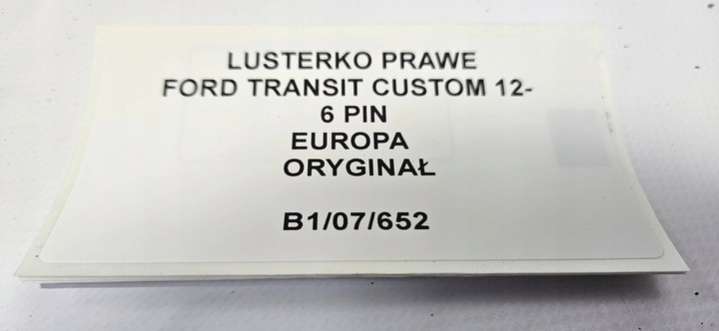 LUSTERKO PRAWE
FORD TRANSIT CUSTOM 12-
6 PIN
EUROPA
ORYGINAŁ
B1/07/652